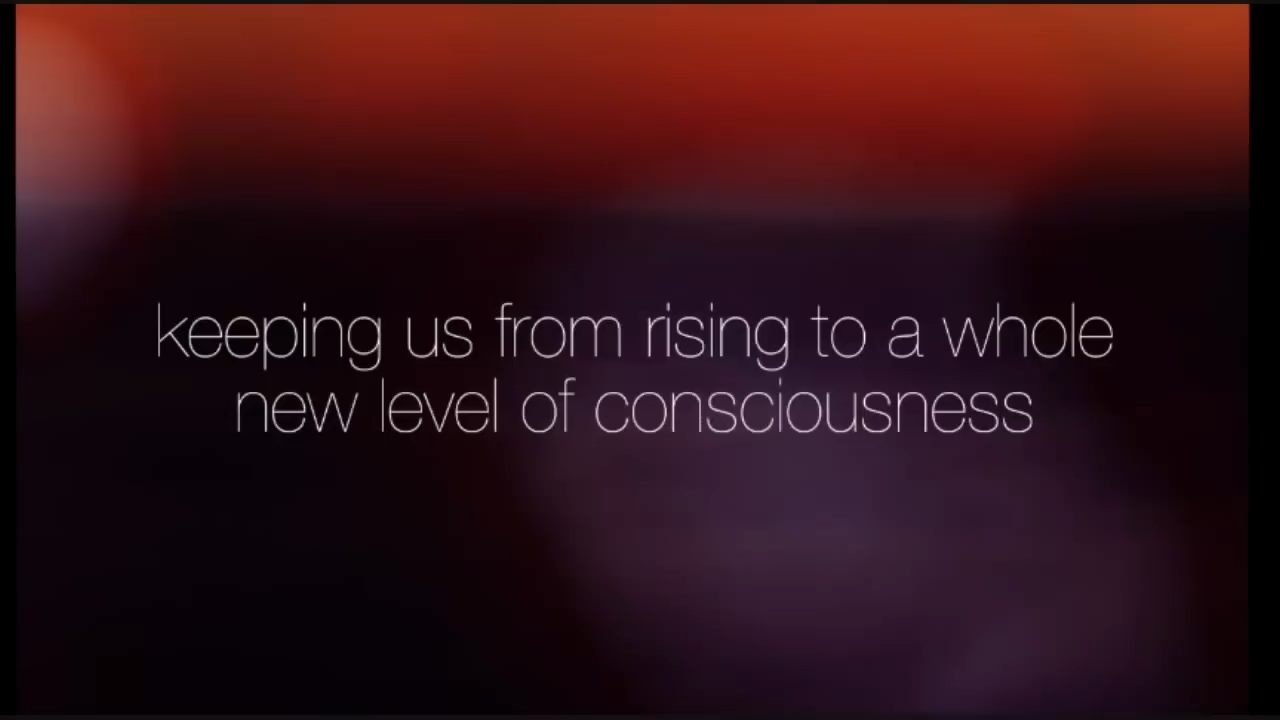 keeping us from rising to a whole
new level of consciousness